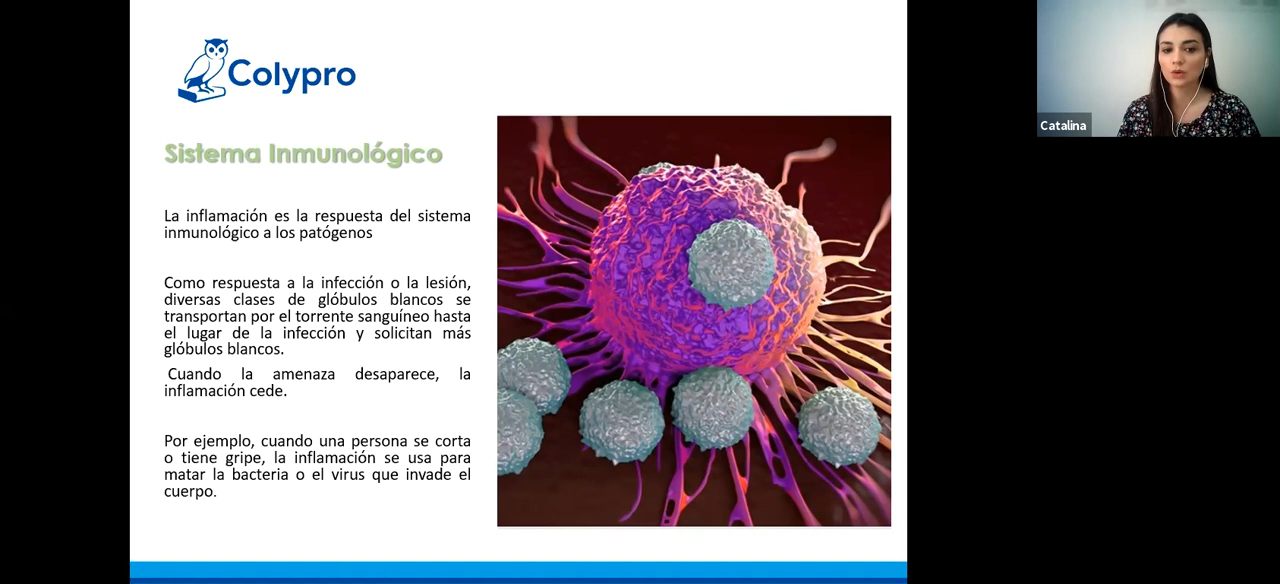 Colypro
Sistema Inmunológico
La inflamación es la respuesta del sistema
inmunológico a los patógenos
Como respuesta a la infección o la lesión,
diversas clases de glóbulos blancos se
transportan por el torrente sanguíneo hasta
el lugar de la infección y solicitan más
glóbulos blancos.
Cuando la amenaza desaparece, la
inflamación cede.
Por ejemplo, cuando una persona se corta
o tiene gripe, la inflamación se usa para
matar la bacteria o el virus que invade el
cuerpo.
Catalina